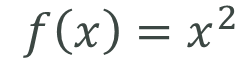 f(x) = x²